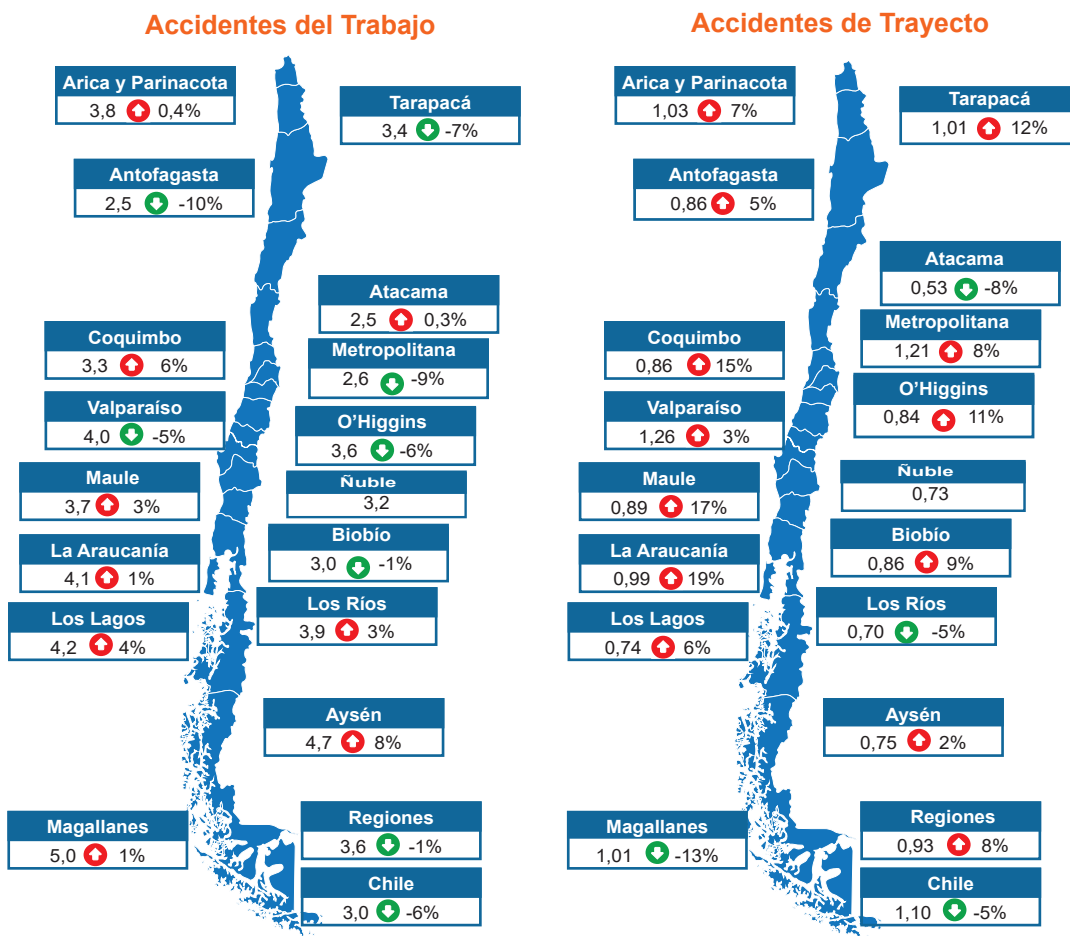 Accidentes del Trabajo
Arica y Parinacota
3,8 0,4%
Tarapacá
3,4 -7%
Antofagasta
2,5 -10%
Atacama
2,5 0,3%
Coquimbo
3,3 6%
Metropolitana
2,6 -9%
Valparaíso
4,0 -5%
O'Higgins
3,6 -6%
Maule
3,7 3%
Ñuble
3,2
La Araucanía
4,1 1%
Biobío
3,0 -1%
Los Lagos
4,2 4%
Los Ríos
3,9 3%
Aysén
4,7 8%
Magallanes
5,0 1%
Regiones
3,6 -1%
Chile
3,0 -6%
Accidentes de Trayecto
Arica y Parinacota
1,03 7%
Tarapacá
1,01 12%
Antofagasta
0,86 5%
Atacama
0,53 -8%
Coquimbo
0,86 15%
Metropolitana
1,21 8%
Valparaíso
1,26 3%
O'Higgins
0,84 11%
Maule
0,89 17%
Ñuble
0,73
La Araucanía
0,99 19%
Biobío
0,86 9%
Los Lagos
0,74 6%
Los Ríos
0,70 -5%
Aysén
0,75 2%
Magallanes
1,01 -13%
Regiones
0,93 8%
Chile
1,10 -5%